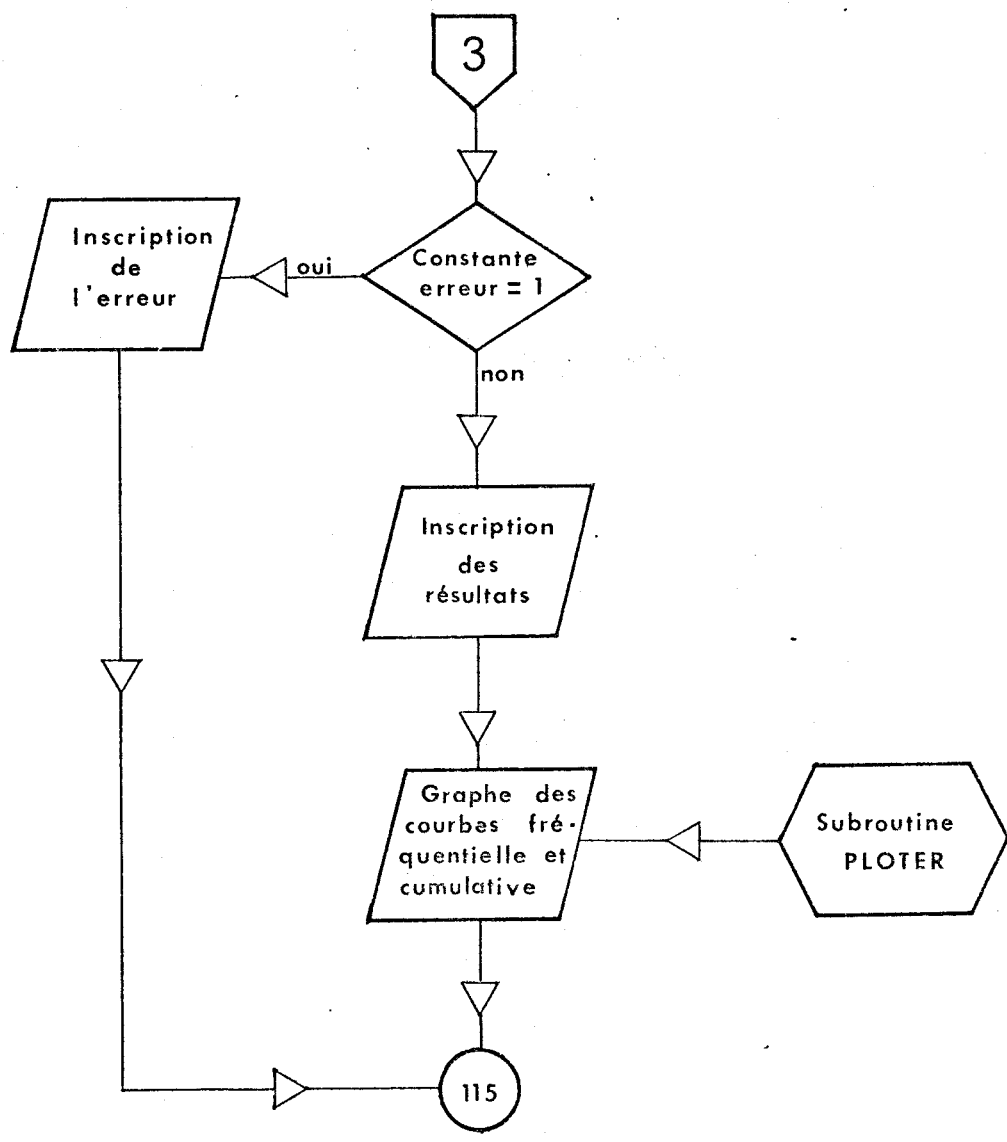 3
Constante
erreur = 1
oui
Inscription
de
l'erreur
non
Inscription
des
résultats
Graphe des
courbes fré-
quentielle et
cumulative
Subroutine
PLOTER
115